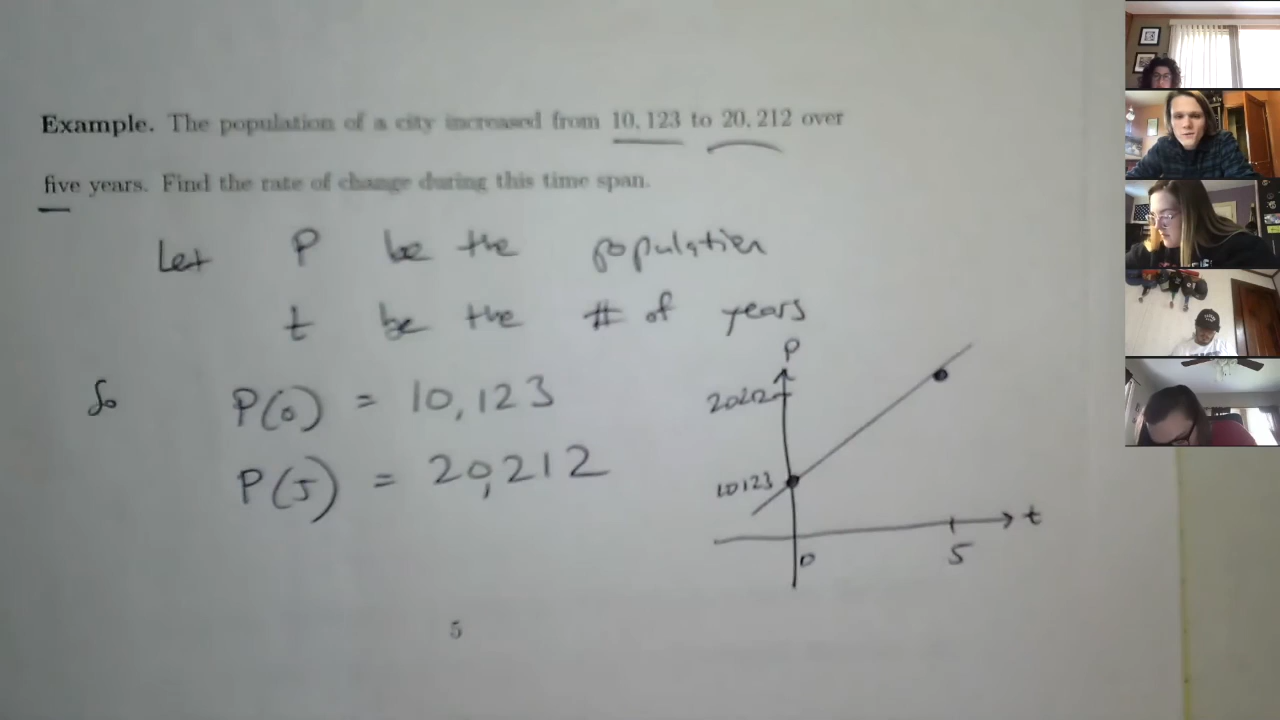 Example. The population of a city increased from 10,123 to 20,212 over
five years. Find the rate of change during this time span.
Let P be the population
t be the # of years
So P(0) = 10,123
P(5) = 20,212
P
20212
10123
t
0
5
5